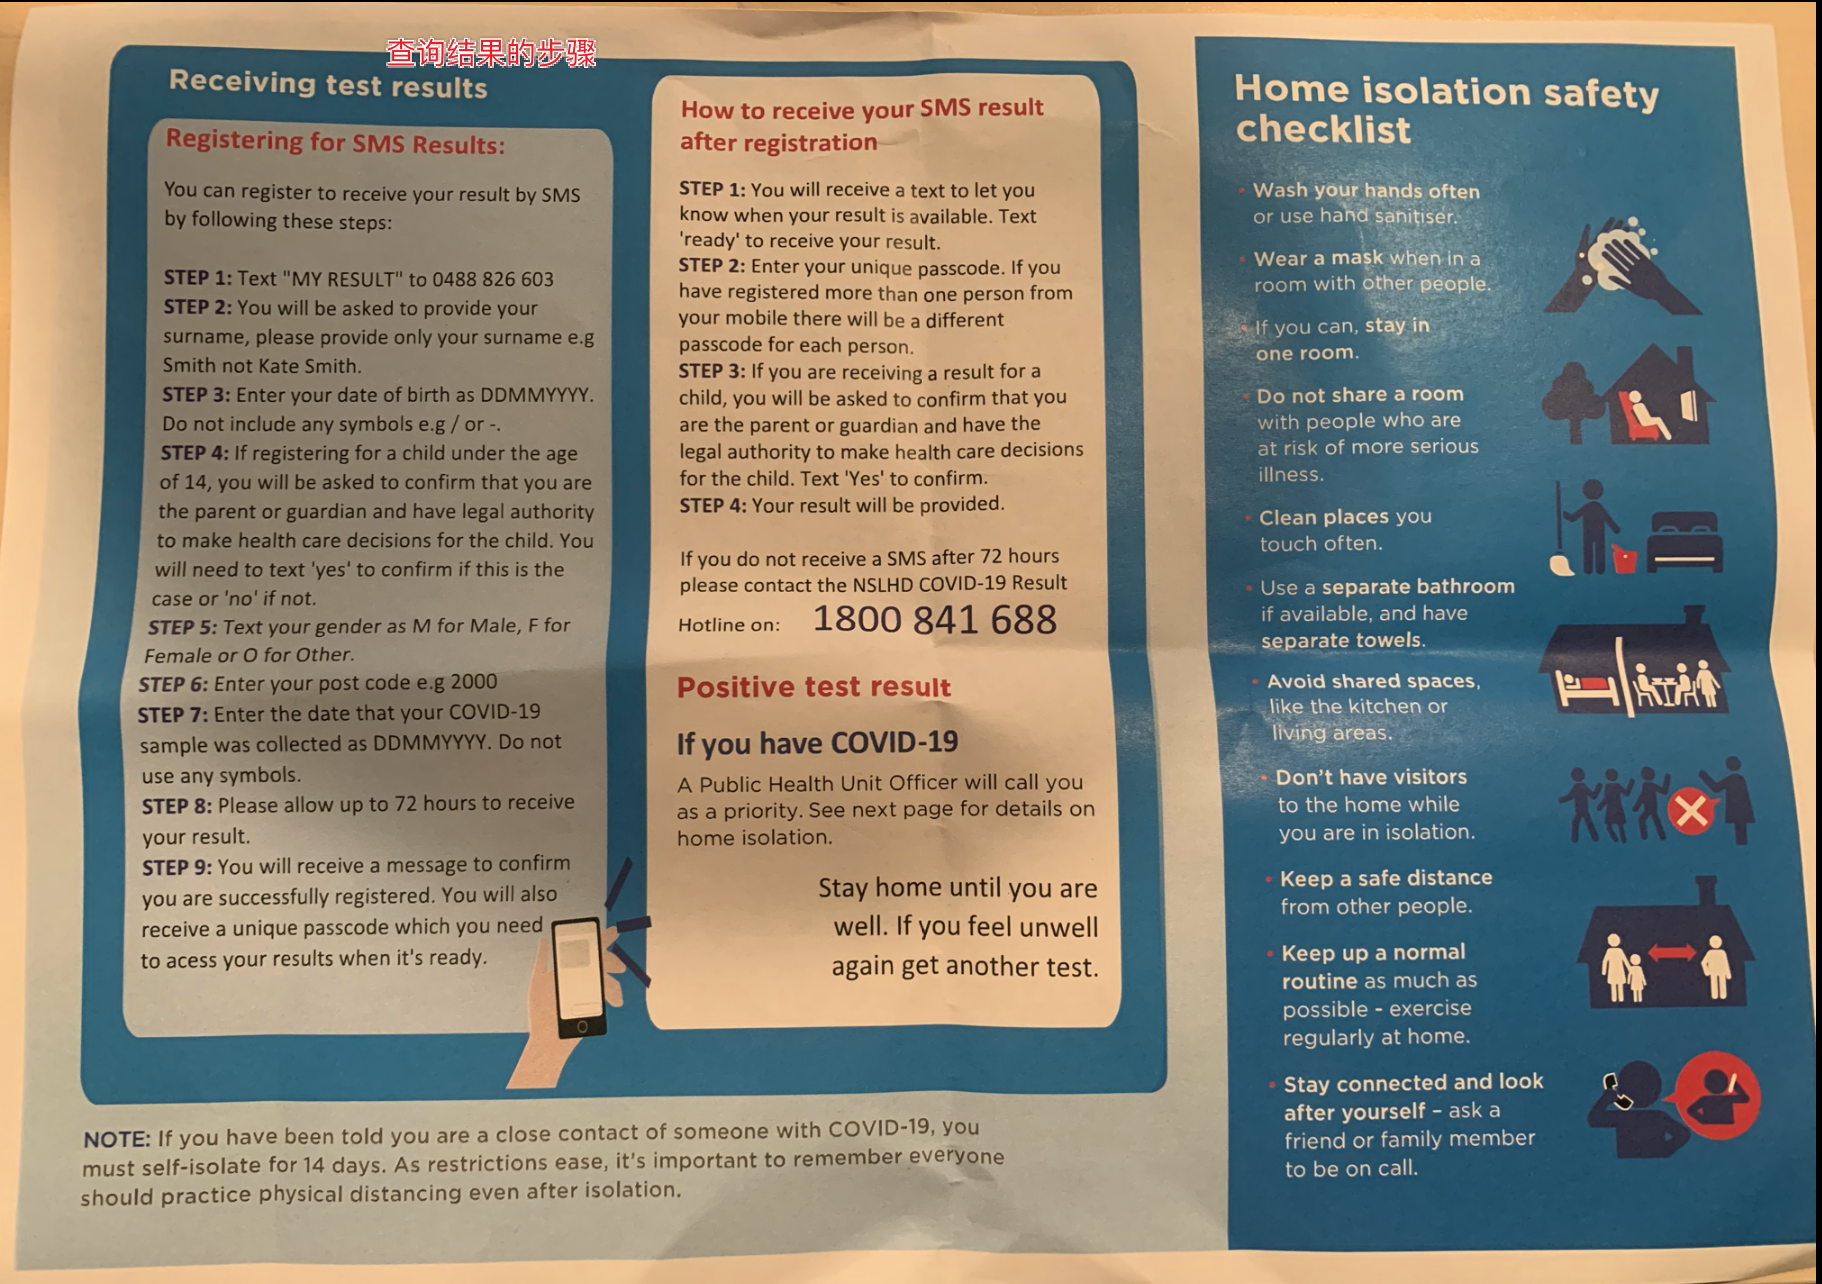 查询结果的步骤
Receiving test results
Registering for SMS Results:
You can register to receive your result by SMS
by following these steps:
STEP 1: Text "MY RESULT" to 0488 826 603
STEP 2: You will be asked to provide your
surname, please provide only your surname e.g
Smith not Kate Smith.
STEP 3: Enter your date of birth as DDMMYYYY.
Do not include any symbols e.g / or -.
STEP 4: If registering for a child under the age
of 14, you will be asked to confirm that you are
the parent or guardian and have legal authority
to make health care decisions for the child. You
will need to text 'yes' to confirm if this is the
case or 'no' if not.
STEP 5: Text your gender as M for Male, F for
Female or O for Other.
STEP 6: Enter your post code e.g 2000
STEP 7: Enter the date that your COVID-19
sample was collected as DDMMYYYY. Do not
use any symbols.
STEP 8: Please allow up to 72 hours to receive
your result.
STEP 9: You will receive a message to confirm
you are successfully registered. You will also
receive a unique passcode which you need
to acess your results when it's ready.
How to receive your SMS result
after registration
STEP 1: You will receive a text to let you
know when your result is available. Text
'ready' to receive your result.
STEP 2: Enter your unique passcode. If you
have registered more than one person from
your mobile there will be a different
passcode for each person.
STEP 3: If you are receiving a result for a
child, you will be asked to confirm that you
are the parent or guardian and have the
legal authority to make health care decisions
for the child. Text 'Yes' to confirm.
STEP 4: Your result will be provided.
If you do not receive a SMS after 72 hours
please contact the NSLHD COVID-19 Result
Hotline on: 1800 841 688
Positive test result
If you have COVID-19
A Public Health Unit Officer will call you
as a priority. See next page for details on
home isolation.
Stay home until you are
well. If you feel unwell
again get another test.
NOTE: If you have been told you are a close contact of someone with COVID-19, you
must self-isolate for 14 days. As restrictions ease, it's important to remember everyone
should practice physical distancing even after isolation.
Home isolation safety
checklist
• Wash your hands often
or use hand sanitiser.
• Wear a mask when in a
room with other people.
• If you can, stay in
one room.
• Do not share a room
with people who are
at risk of more serious
illness.
• Clean places you
touch often.
• Use a separate bathroom
if available, and have
separate towels.
• Avoid shared spaces,
like the kitchen or
living areas.
• Don't have visitors
to the home while
you are in isolation.
• Keep a safe distance
from other people.
• Keep up a normal
routine as much as
possible - exercise
regularly at home.
• Stay connected and look
after yourself – ask a
friend or family member
to be on call.